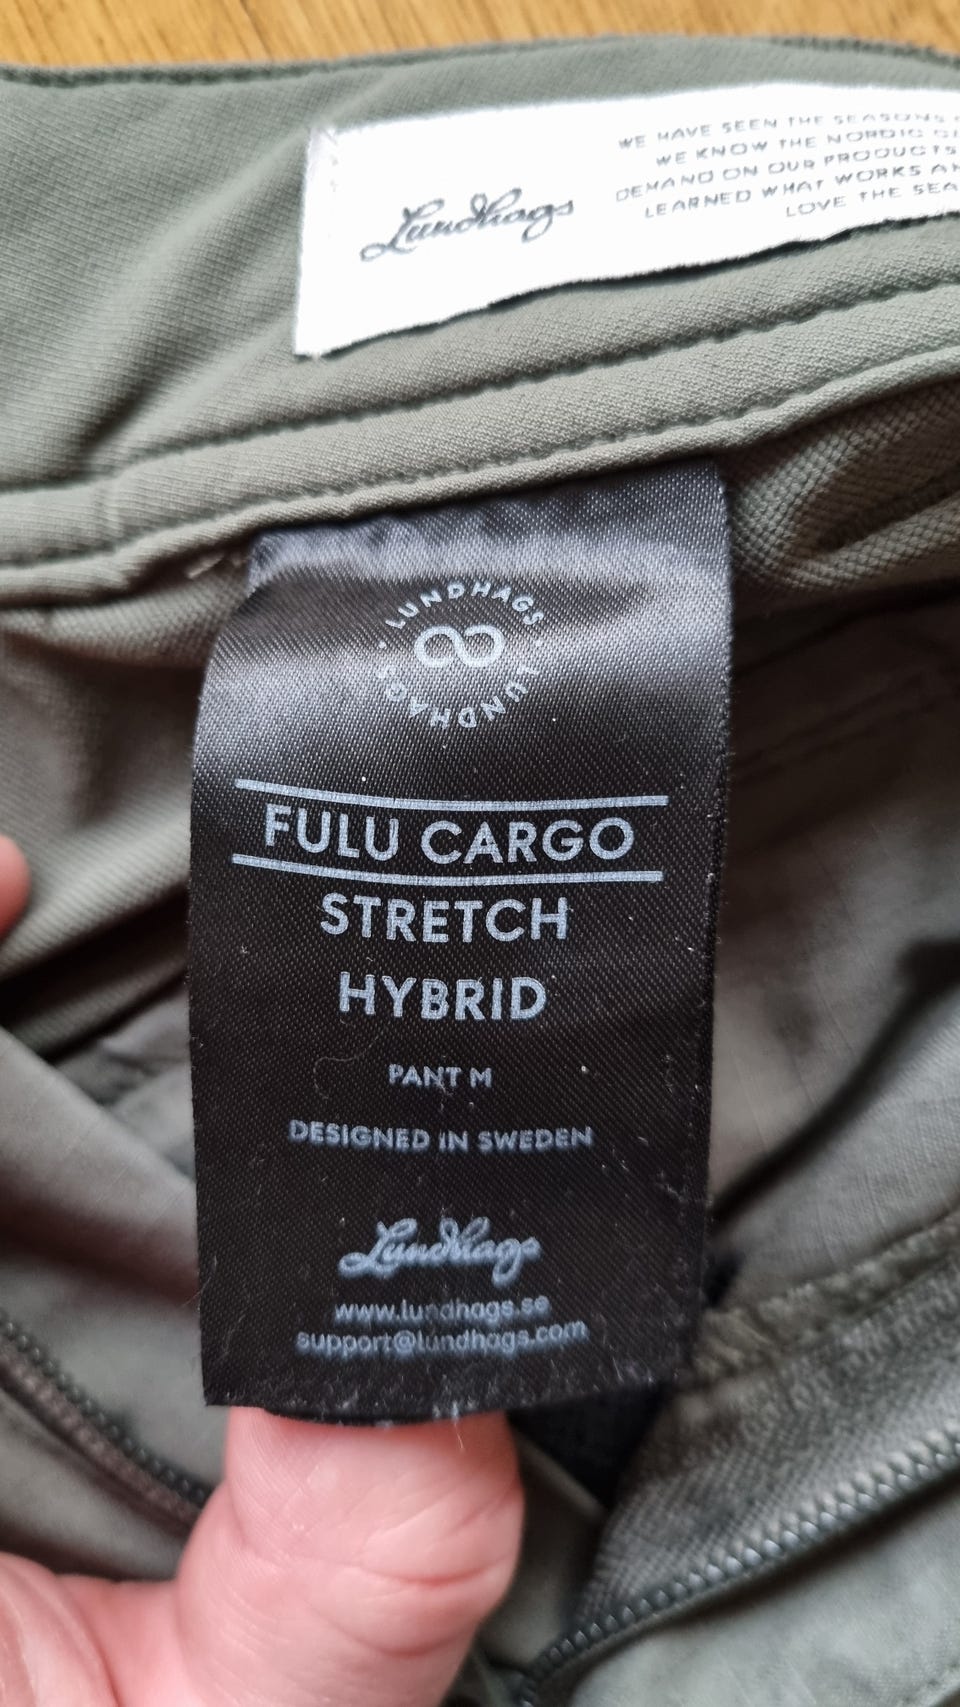 Lundhags
WE HAVE SEEN THE SEASONS
WE KNOW THE NORDIC
DEMAND ON OUR PRODUCTS
LEARNED WHAT WORKS
LOVE THE
LUNDHAGS · LUNDHAGS ·
FULU CARGO
STRETCH
HYBRID
PANT M
DESIGNED IN SWEDEN
Lundhags
www.lundhags.se
support@lundhags.com